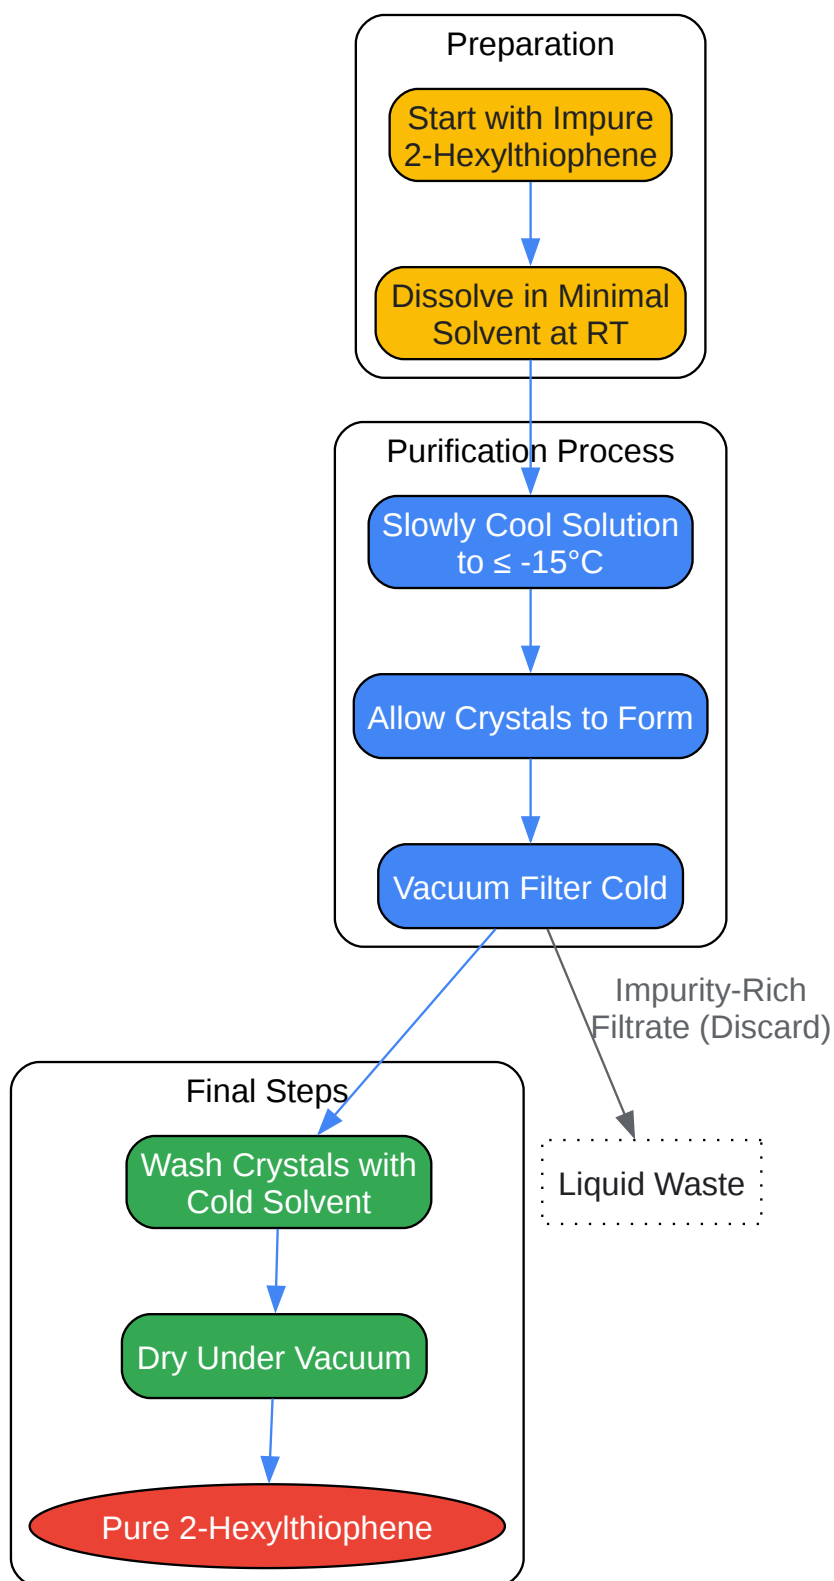 Preparation
Start with Impure
2-Hexylthiophene
Dissolve in Minimal
Solvent at RT
Purification Process
Slowly Cool Solution
to ≤ -15°C
Allow Crystals to Form
Vacuum Filter Cold
Impurity-Rich
Filtrate (Discard)
Final Steps
Wash Crystals with
Cold Solvent
Liquid Waste
Dry Under Vacuum
Pure 2-Hexylthiophene